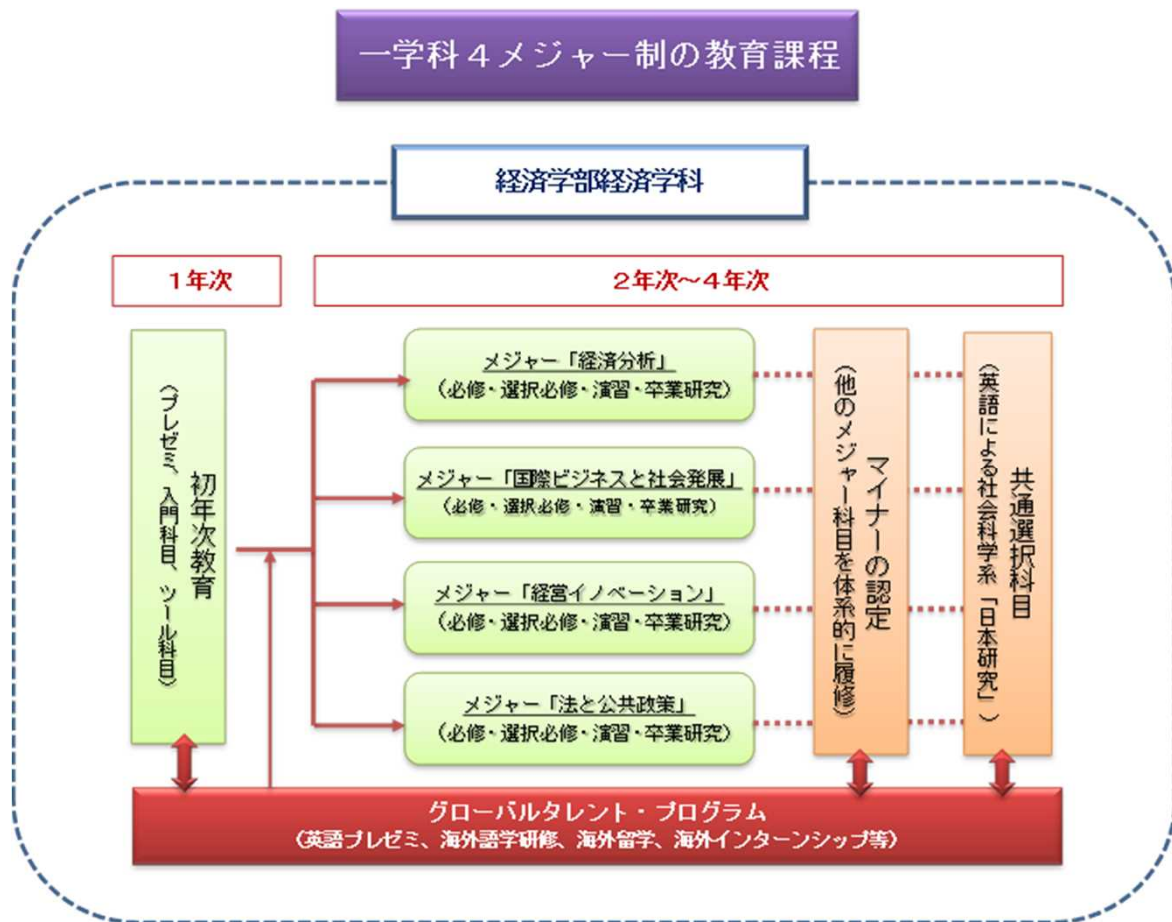 一学科４メジャー制の教育課程
経済学部経済学科
１年次
２年次～４年次
初年次教育
（プレゼミ、入門科目、ツール科目）
メジャー「経済分析」
（必修・選択必修・演習・卒業研究）
メジャー「国際ビジネスと社会発展」
（必修・選択必修・演習・卒業研究）
メジャー「経営イノベーション」
（必修・選択必修・演習・卒業研究）
メジャー「法と公共政策」
（必修・選択必修・演習・卒業研究）
マイナーの認定
（他のメジャー科目を体系的に履修）
共通選択科目
（英語による社会科学系「日本研究」）
グローバルタレント・プログラム
（英語プレゼミ、海外語学研修、海外留学、海外インターンシップ等）